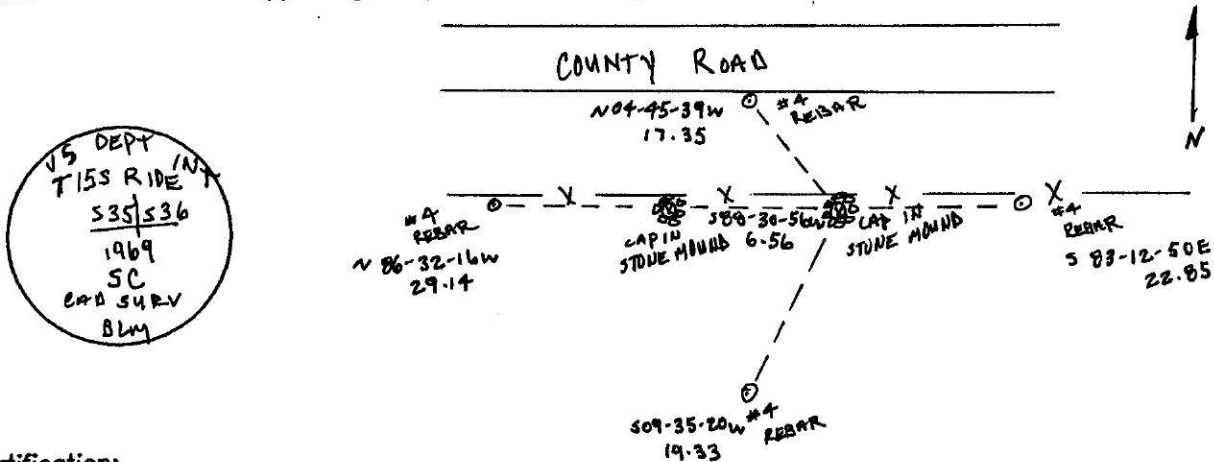 COUNTY ROAD
N04-45-39W
17.35
#4
REBAR
N
US DEPT
INT
T15S R10E
S35 S36
1969
SC
CAD SURV
BLM
#4
REBAR
N 86-32-16W
29.14
CAP IN
STONE MOUND
S88-30-56W
6.56
CAP IN
STONE MOUND
#4
REBAR
S 83-12-50E
22.85
S09-35-20W
19.33
#4
REBAR